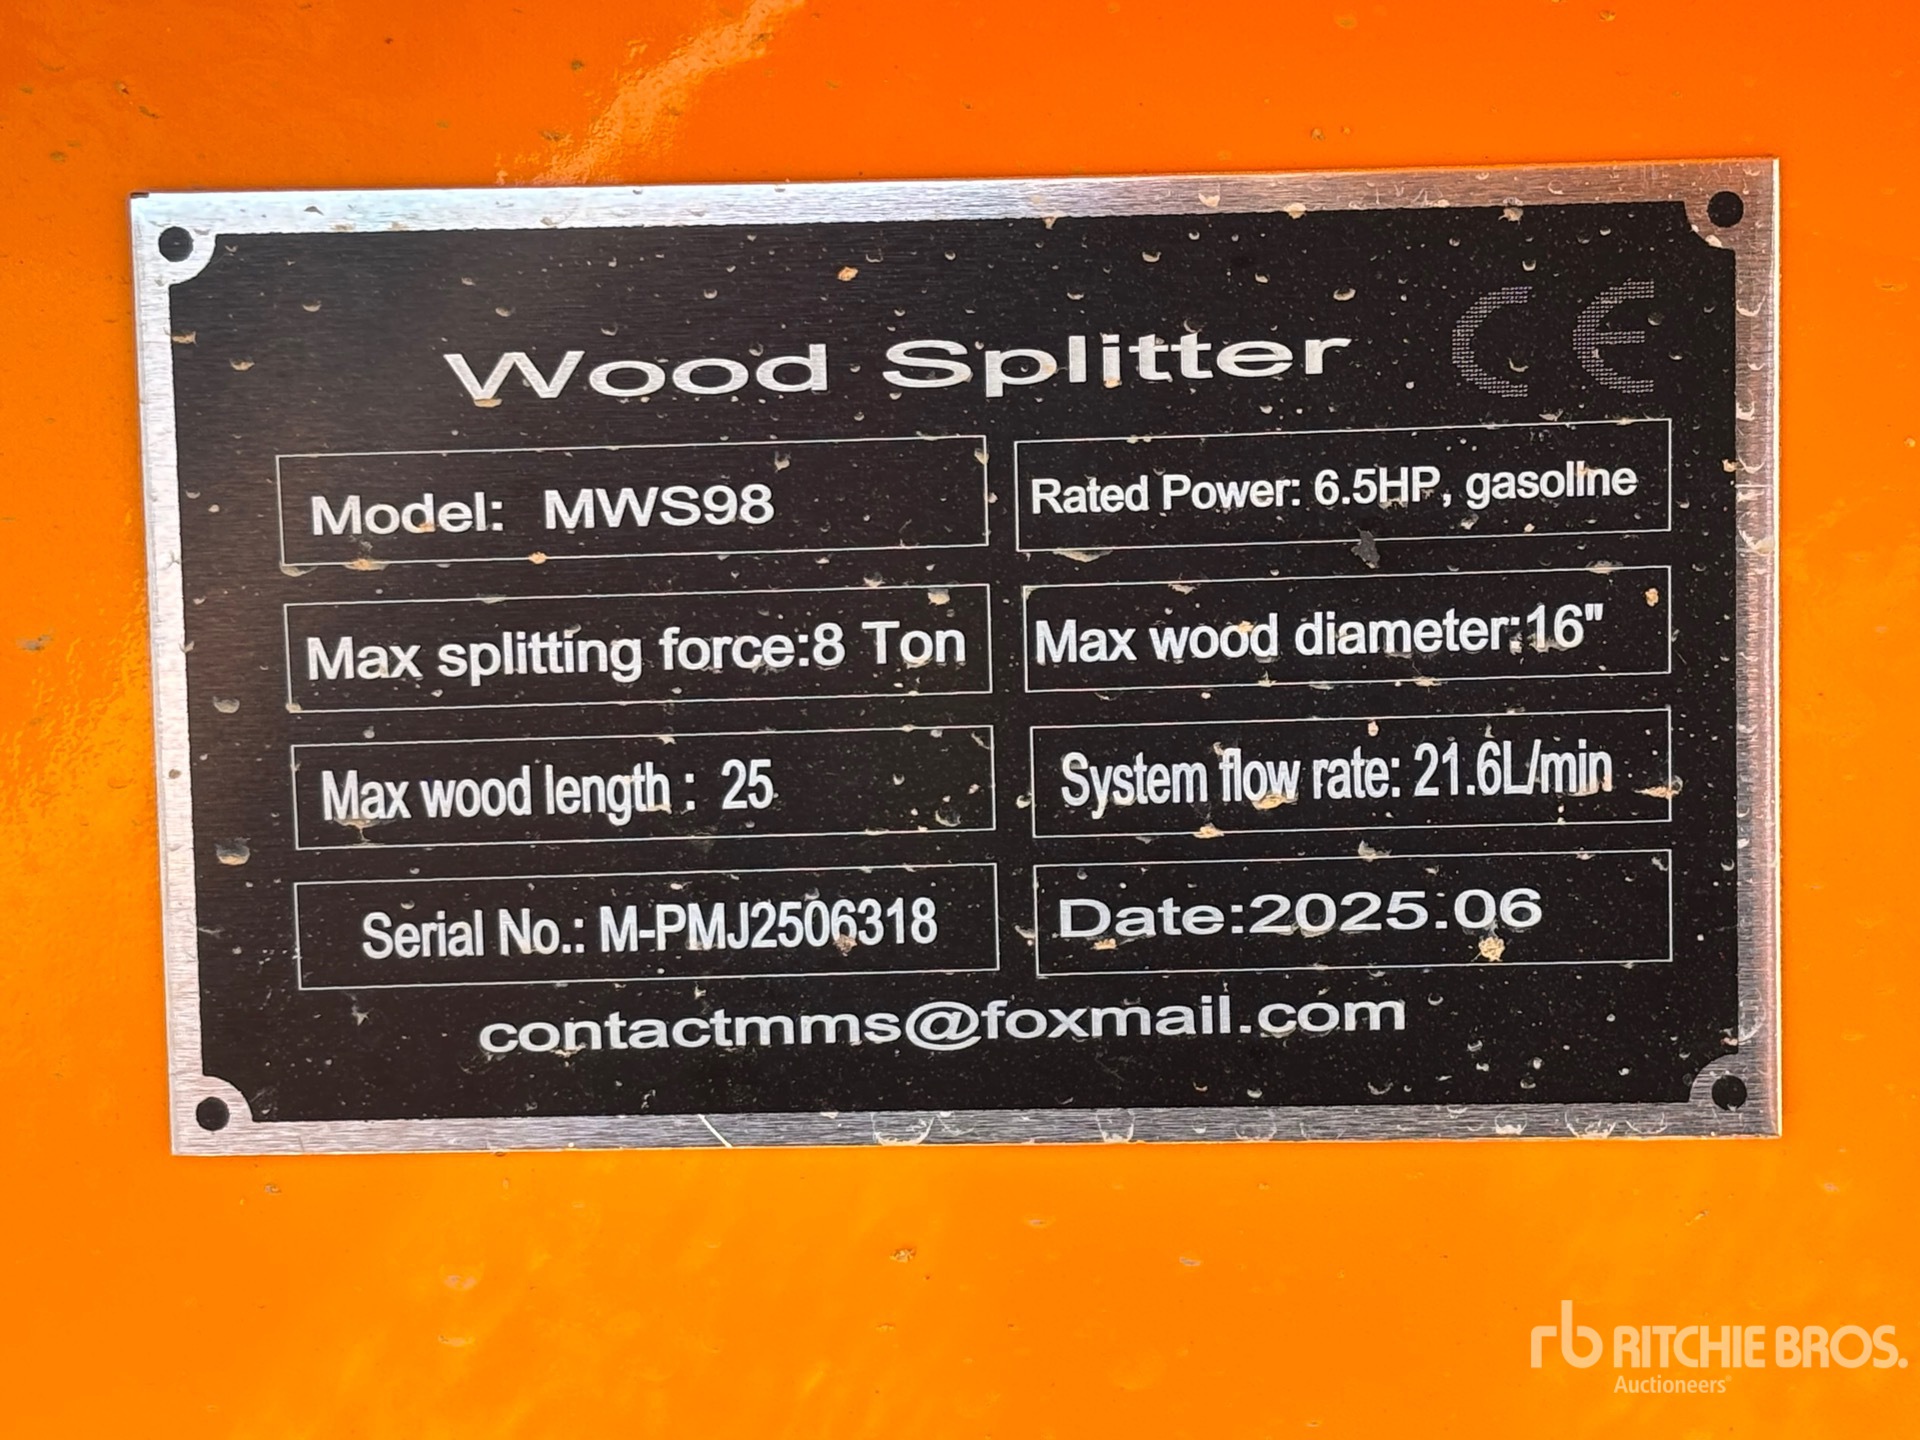 CE
Wood Splitter
Model: MWS98
Rated Power: 6.5HP, gasoline
Max splitting force:8 Ton
Max wood diameter:16"
Max wood length : 25
System flow rate: 21.6L/min
Serial No.: M-PMJ2506318
Date:2025.06
contactmms@foxmail.com
rb RITCHIE BROS.
Auctioneers